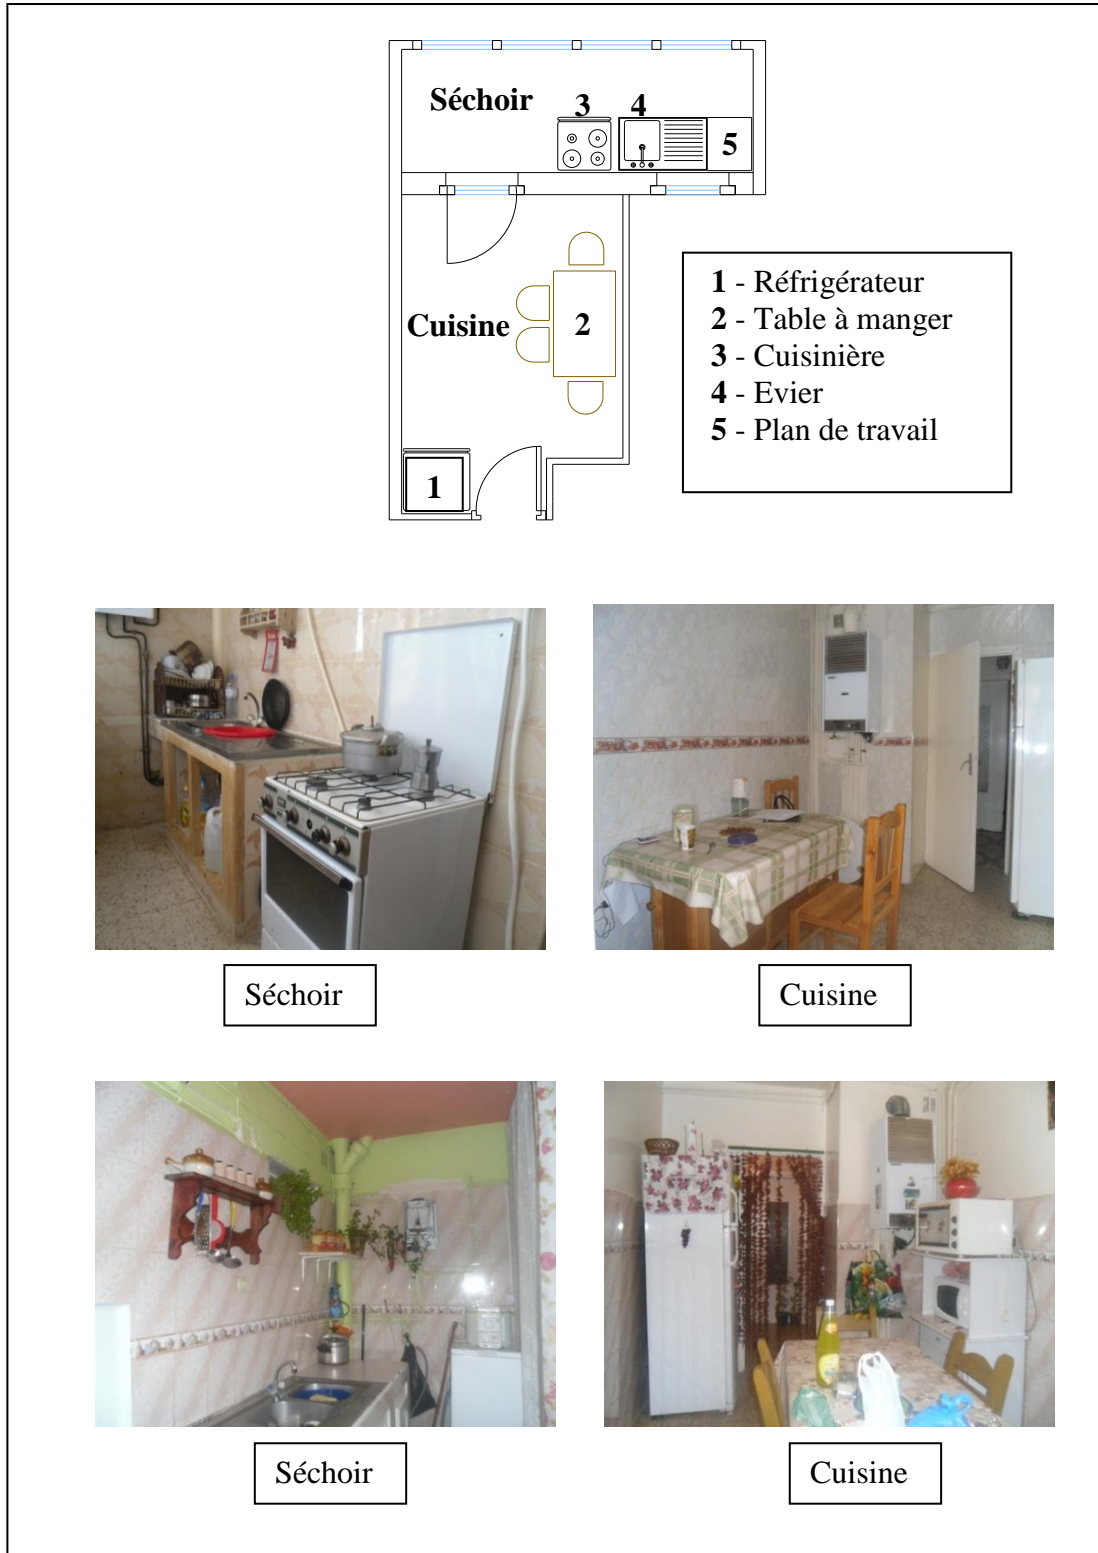 Séchoir
3
4
5
Cuisine
2
1
1 - Réfrigérateur
2 - Table à manger
3 - Cuisinière
4 - Evier
5 - Plan de travail
Séchoir
Cuisine
Séchoir
Cuisine